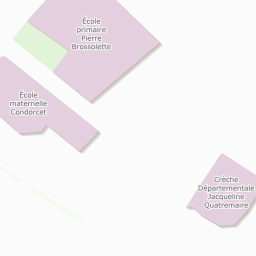 École
primaire
Pierre
Brossolette
École
maternelle
Condorcet
Crèche
Départementale
Jacqueline
Quatremaire